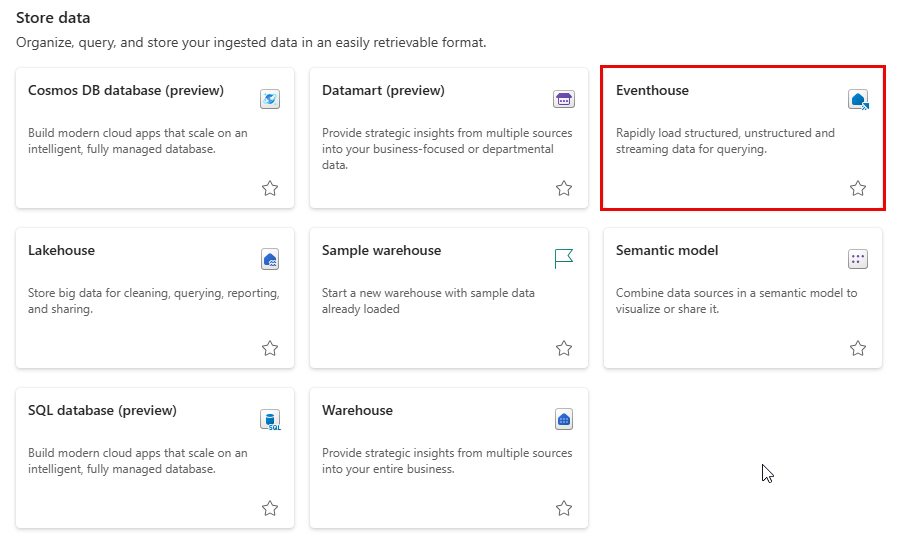 Store data
Organize, query, and store your ingested data in an easily retrievable format.
Cosmos DB database (preview)
Build modern cloud apps that scale on an
intelligent, fully managed database.
Datamart (preview)
Provide strategic insights from multiple sources
into your business-focused or departmental
data.
Eventhouse
Rapidly load structured, unstructured and
streaming data for querying.
Lakehouse
Store big data for cleaning, querying, reporting,
and sharing.
Sample warehouse
Start a new warehouse with sample data
already loaded
Semantic model
Combine data sources in a semantic model to
visualize or share it.
SQL database (preview)
SQL
Build modern cloud apps that scale on an
intelligent, fully managed database.
Warehouse
Provide strategic insights from multiple sources
into your entire business.